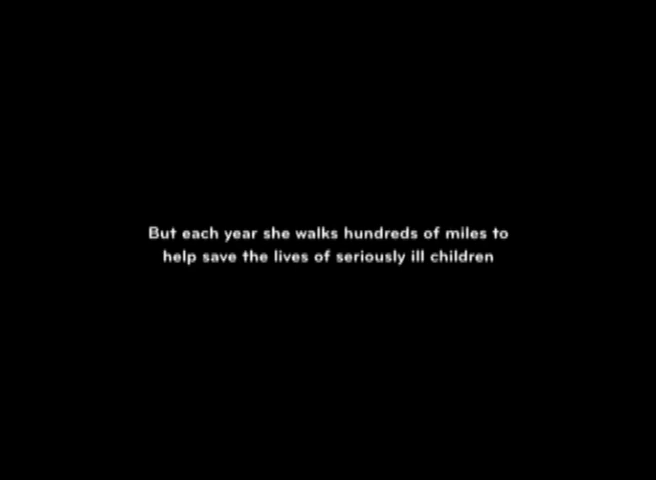 But each year she walks hundreds of miles to
help save the lives of seriously ill children